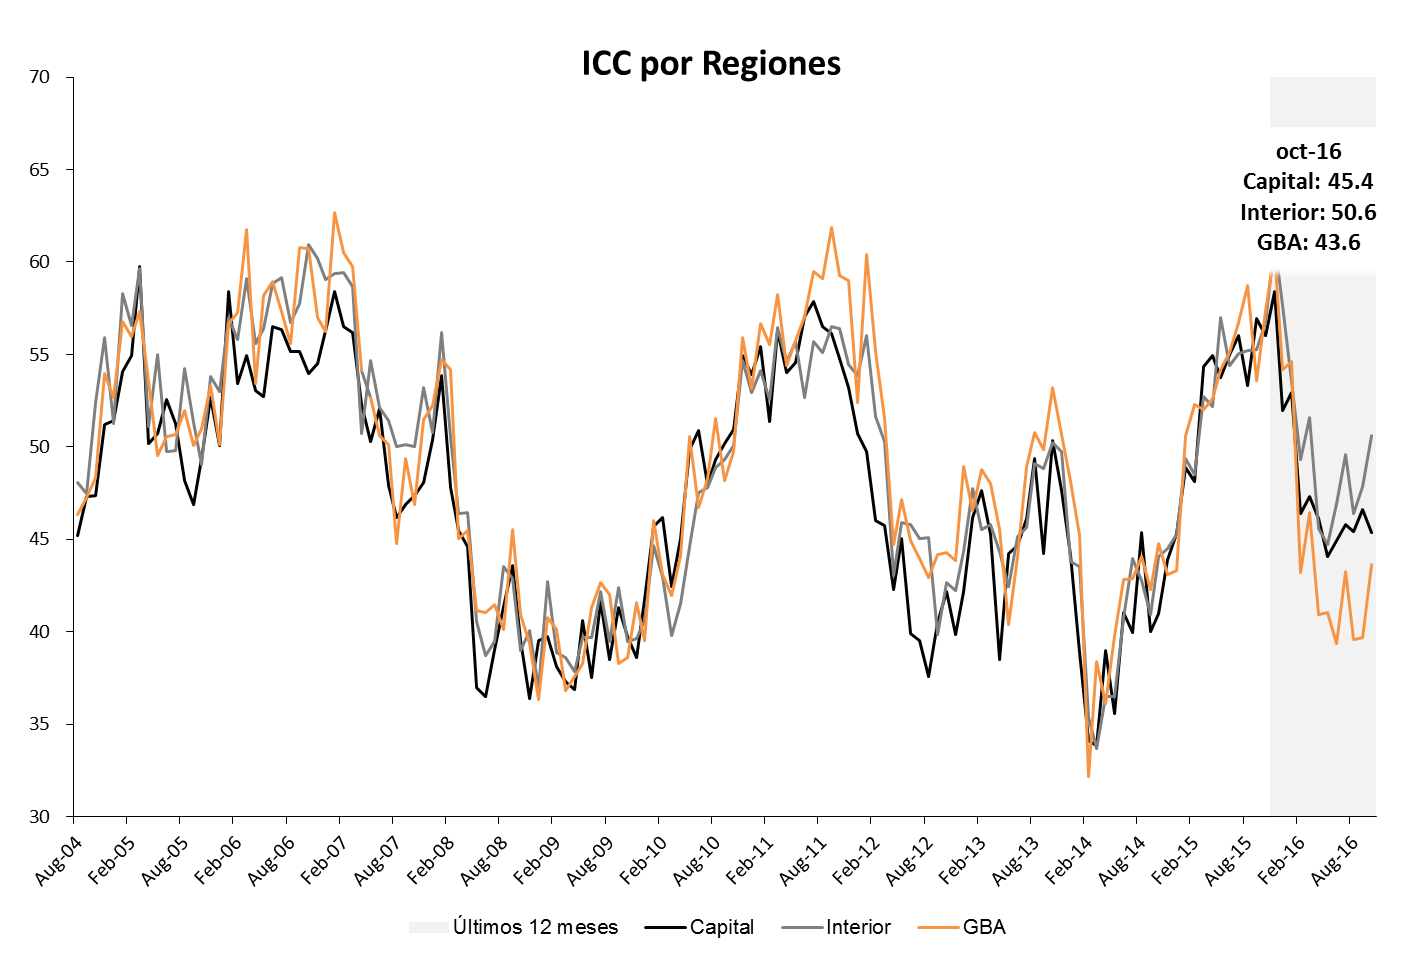 ICC por Regiones
70
65
60
55
50
45
40
35
30
oct-16
Capital: 45.4
Interior: 50.6
GBA: 43.6
Aug-04
Feb-05
Aug-05
Feb-06
Aug-06
Feb-07
Aug-07
Feb-08
Aug-08
Feb-09
Aug-09
Feb-10
Aug-10
Feb-11
Aug-11
Feb-12
Aug-12
Feb-13
Aug-13
Feb-14
Aug-14
Feb-15
Aug-15
Feb-16
Aug-16
Últimos 12 meses
Capital
Interior
GBA